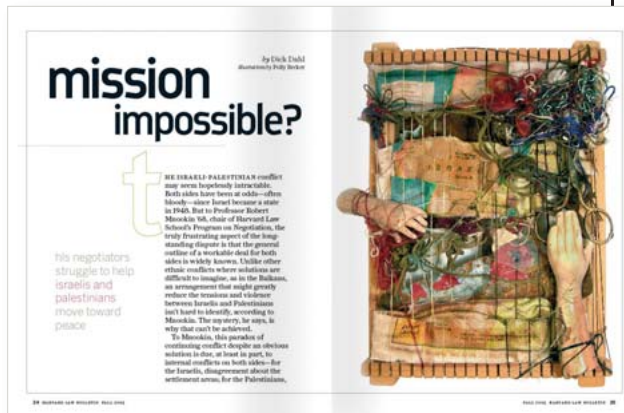 mission
impossible?
by Dick Dahl
illustration by Polly Becker
t
HE ISRAELI-PALESTINIAN conflict
may seem hopelessly intractable.
Both sides have been at odds—often
bloody—since Israel became a state
in 1948. But to Professor Robert
Mnookin '68, chair of Harvard Law
School's Program on Negotiation, the
truly frustrating aspect of the long-
standing dispute is that the general
outline of a workable deal for both
sides is widely known. Unlike other
ethnic conflicts where solutions are
difficult to imagine, as in the Balkans,
an arrangement that might greatly
reduce the tensions and violence
between Israelis and Palestinians
isn't hard to identify, according to
Mnookin. The mystery, he says, is
why that can't be achieved.
To Mnookin, this paradox of
continuing conflict despite an obvious
solution is due, at least in part, to
internal conflicts on both sides—for
the Israelis, disagreement about the
settlement areas; for the Palestinians,
his negotiators
struggle to help
israelis and
palestinians
move toward
peace
24 HARVARD LAW BULLETIN FALL
FALL HARVARD LAW BULLETIN 25